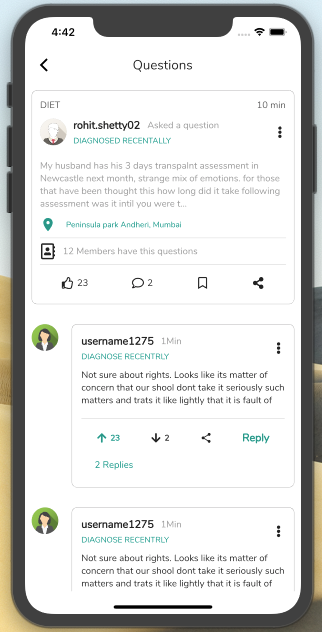 4:42
Questions
DIET 10 min
rohit.shetty02 Asked a question
DIAGNOSED RECENTALLY
My husband has his 3 days transpalnt assessment in
Newcastle next month, strange mix of emotions. for those
that have been thought this how long did it take following
assessment was it intil you were t...
Peninsula park Andheri, Mumbai
12 Members have this questions
23 2
username1275 1Min
DIAGNOSE RECENTRLY
Not sure about rights. Looks like its matter of
concern that our shool dont take it seriously such
matters and trats it like lightly that it is fault of
23 2 Reply
2 Replies
username1275 1Min
DIAGNOSE RECENTRLY
Not sure about rights. Looks like its matter of
concern that our shool dont take it seriously such
matters and trats it like lightly that it is fault of